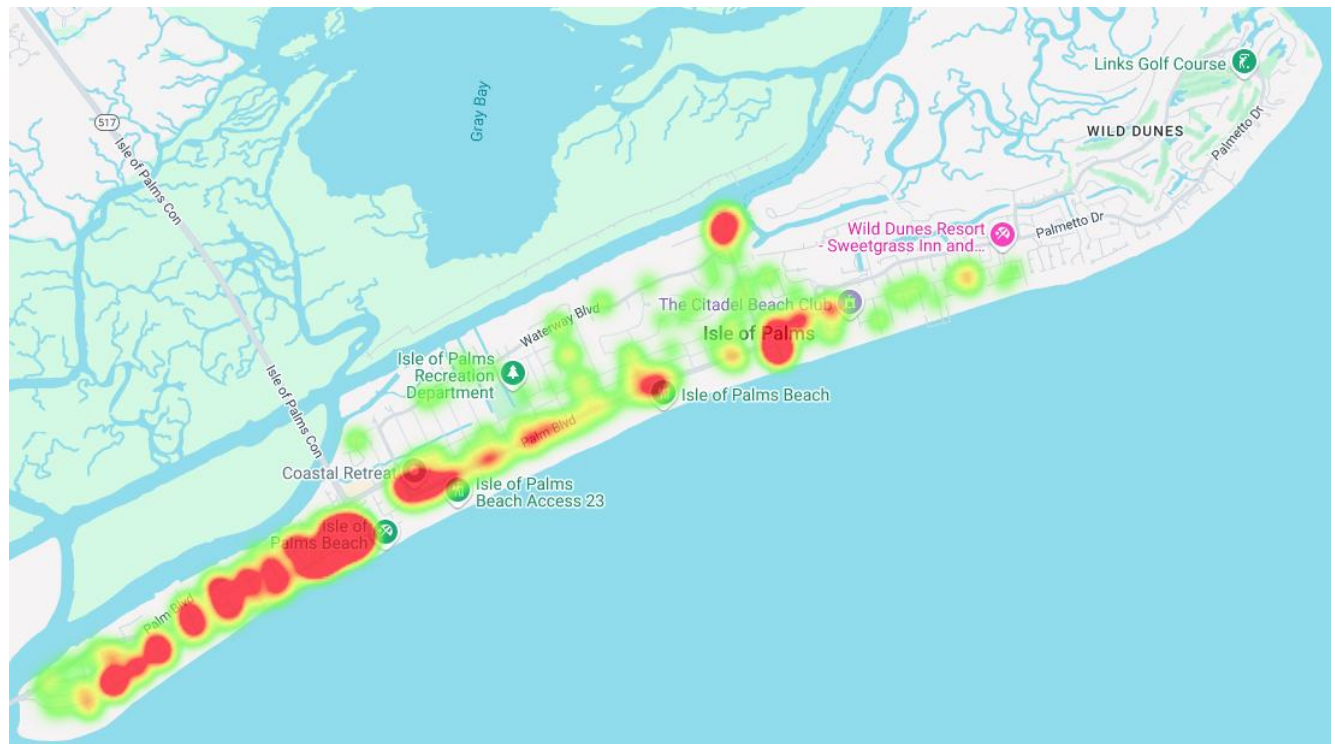 Links Golf Course
WILD DUNES
Palmetto Dr
Gray Bay
517
Isle of Palms Con
Wild Dunes Resort
- Sweetgrass Inn and...
Palmetto Dr
The Citadel Beach Club
Isle of Palms
Waterway Blvd
Isle of Palms
Recreation
Department
Isle of Palms Con
Isle of Palms Beach
Palm Blvd
Coastal Retreat
Isle of Palms
Beach Access 23
Isle of
Palms Beach
Palm Blvd